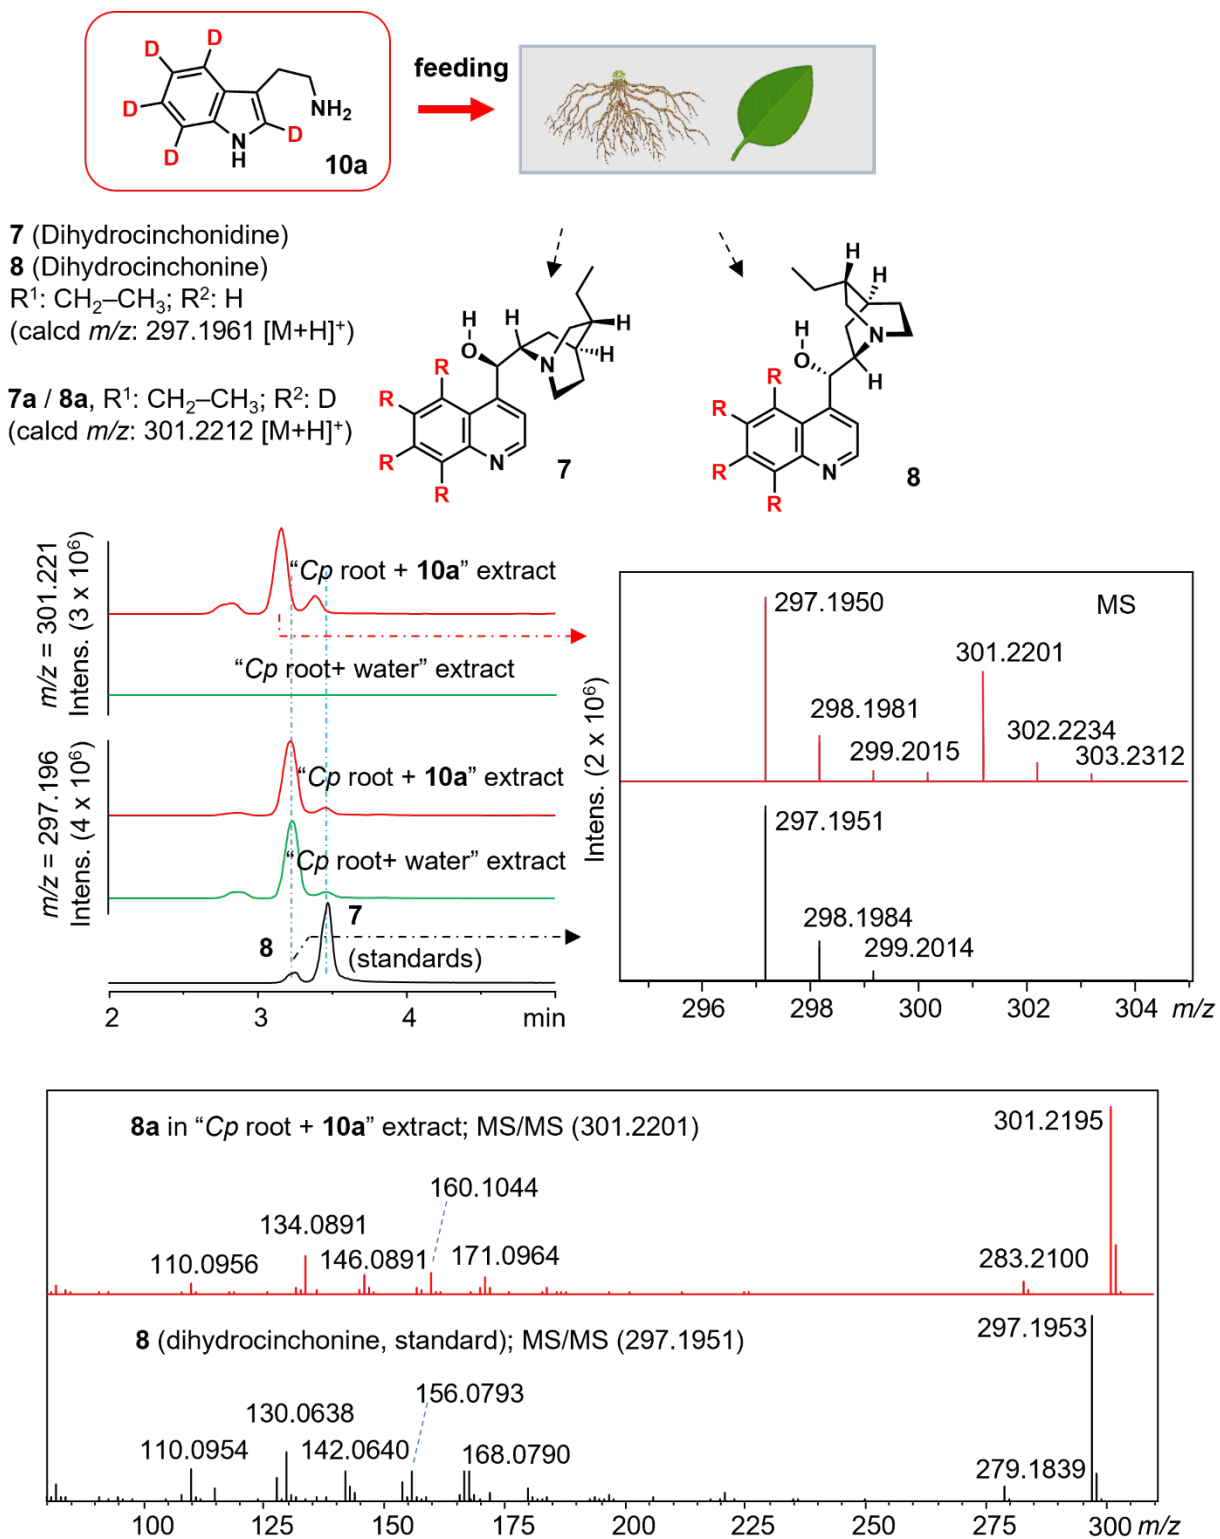 D
D
D
D
D
NH₂
N
H
10a
feeding
7 (Dihydrocinchonidine)
8 (Dihydrocinchonine)
R¹: CH₂–CH₃; R²: H
(calcd m/z: 297.1961 [M+H]⁺)
7a / 8a, R¹: CH₂–CH₃; R²: D
(calcd m/z: 301.2212 [M+H]⁺)
H
O
H
N
H
H
R
R
R
R
N
7
H
H
N
H
O
H
R
R
R
R
N
8
m/z = 301.221
Intens. (3 x 10⁶)
"Cp root + 10a" extract
"Cp root+ water" extract
m/z = 297.196
Intens. (4 x 10⁶)
"Cp root + 10a" extract
"Cp root+ water" extract
7
8
(standards)
2
3
4
min
Intens. (2 x 10⁶)
MS
297.1950
298.1981
299.2015
301.2201
302.2234
303.2312
297.1951
298.1984
299.2014
296
298
300
302
304
m/z
8a in "Cp root + 10a" extract; MS/MS (301.2201)
301.2195
160.1044
134.0891
110.0956
146.0891
171.0964
283.2100
8 (dihydrocinchonine, standard); MS/MS (297.1951)
297.1953
156.0793
130.0638
110.0954
142.0640
168.0790
279.1839
100
125
150
175
200
225
250
275
300
m/z